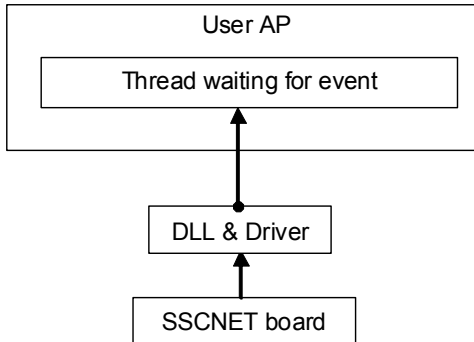 User AP
Thread waiting for event
DLL & Driver
SSCNET board